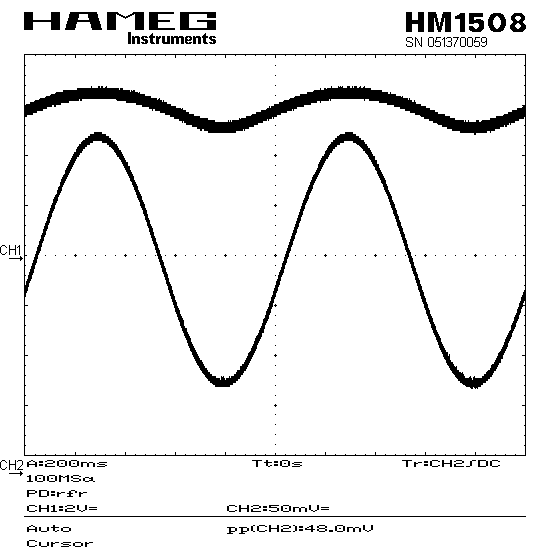 HAMEG
Instruments
HM1508
SN 051370059
CH1
CH2
A:200ms Tt:0s Tr:CH2∫DC
100MSa
PD:rfr
CH1:2V= CH2:50mV=
Auto pp(CH2):48.0mV
Cursor